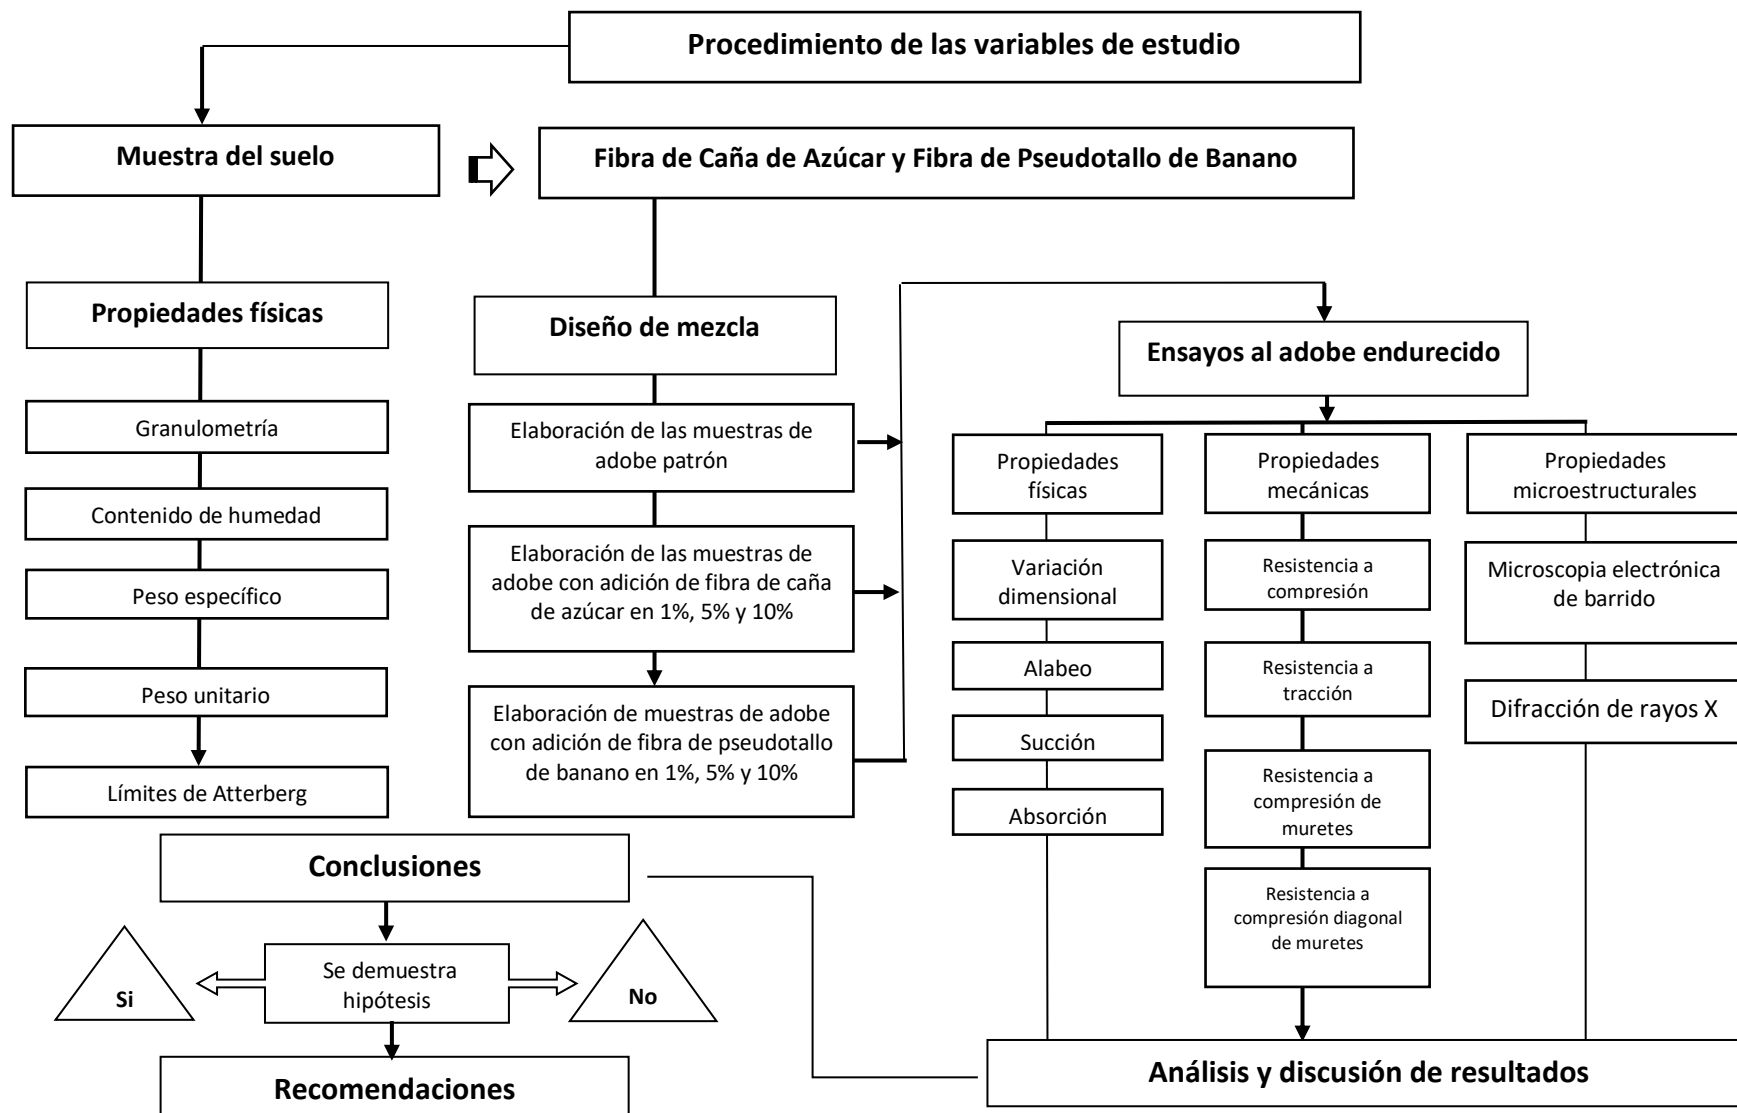 Procedimiento de las variables de estudio
Muestra del suelo
Fibra de Caña de Azúcar y Fibra de Pseudotallo de Banano
Propiedades físicas
Granulometría
Contenido de humedad
Peso específico
Peso unitario
Límites de Atterberg
Diseño de mezcla
Elaboración de las muestras de
adobe patrón
Elaboración de las muestras de
adobe con adición de fibra de caña
de azúcar en 1%, 5% y 10%
Elaboración de muestras de adobe
con adición de fibra de pseudotallo
de banano en 1%, 5% y 10%
Ensayos al adobe endurecido
Propiedades
físicas
Variación
dimensional
Alabeo
Succión
Absorción
Propiedades
mecánicas
Resistencia a
compresión
Resistencia a
tracción
Resistencia a
compresión de
muretes
Resistencia a
compresión diagonal
de muretes
Propiedades
microestructurales
Microscopia electrónica
de barrido
Difracción de rayos X
Análisis y discusión de resultados
Conclusiones
Se demuestra
hipótesis
Si
No
Recomendaciones